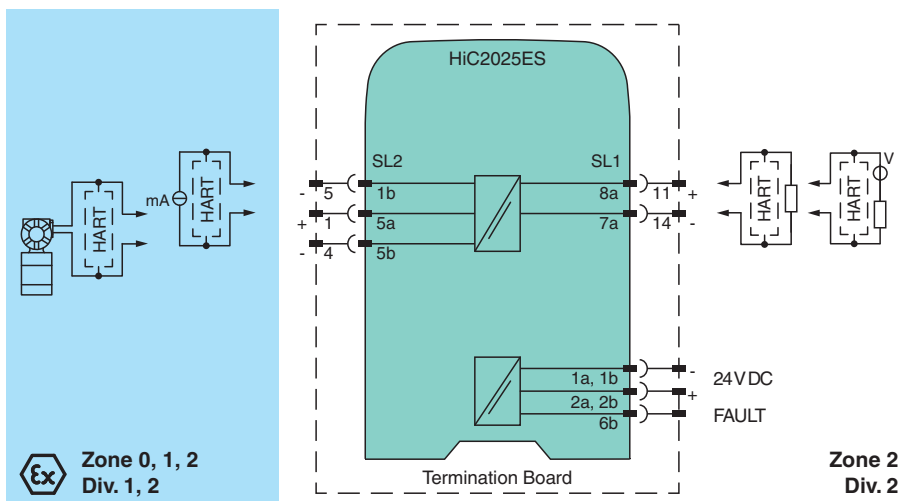 HiC2025ES
SL2 SL1
- 5 1b 8a 11 +
+ 1 5a 7a 14 -
- 4 5b
HART
mA HART
HART
HART V
1a, 1b - 24 V DC
2a, 2b +
6b FAULT
Termination Board
Ex Zone 0, 1, 2
Div. 1, 2
Zone 2
Div. 2